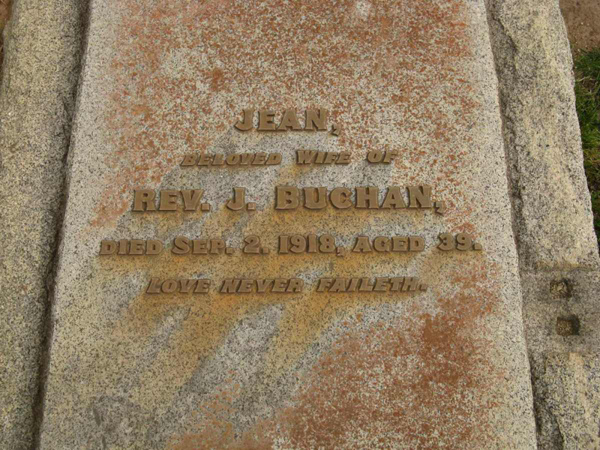 JEAN,
BELOVED WIFE OF
REV. J. BUCHAN,
DIED SEP. 2. 1918, AGED 39.
LOVE NEVER FAILETH.